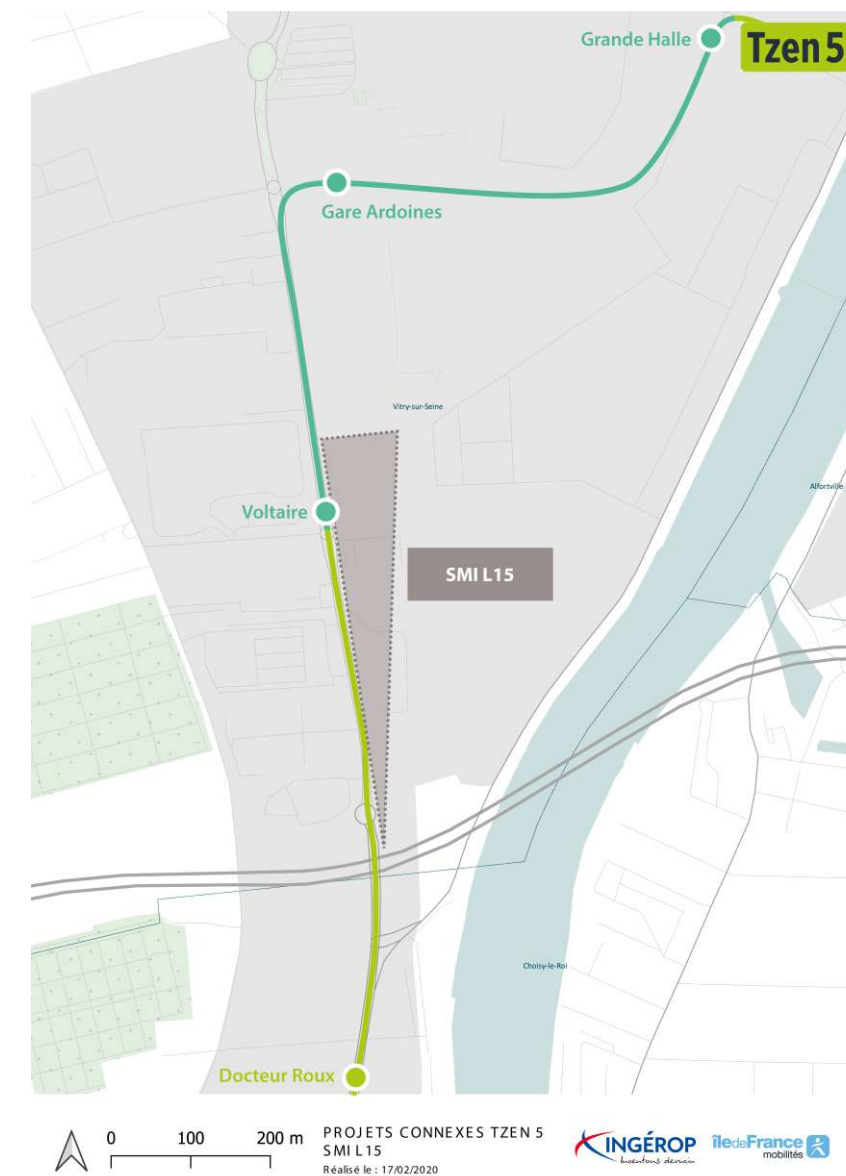 Grande Halle
Tzen 5
Gare Ardoines
Vitry-sur-Seine
Alfortville
Voltaire
SMI L15
Choisy-le-Roi
Docteur Roux
0 100 200 m
PROJETS CONNEXES TZEN 5
SMI L15
Réalisé le : 17/02/2020
INGÉROP
Inventons demain
îledeFrance
mobilités